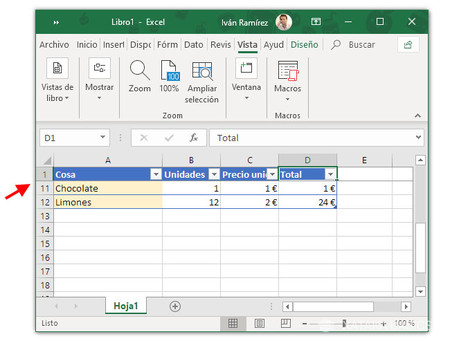 Libro1 - Excel Iván Ramírez
Archivo Inicio Insert Dispo Fórm Dato Revis Vista Ayud Diseño Buscar
Vistas de libro Mostrar Zoom 100% Ampliar selección Ventana Macros
100
Zoom Macros
D1 fx Total
A B C D E
1 Cosa Unidades Precio unid Total
11 Chocolate 1 1 € 1 €
12 Limones 12 2 € 24 €
13
14
15
16
17
18
Hoja1
Listo 100 %